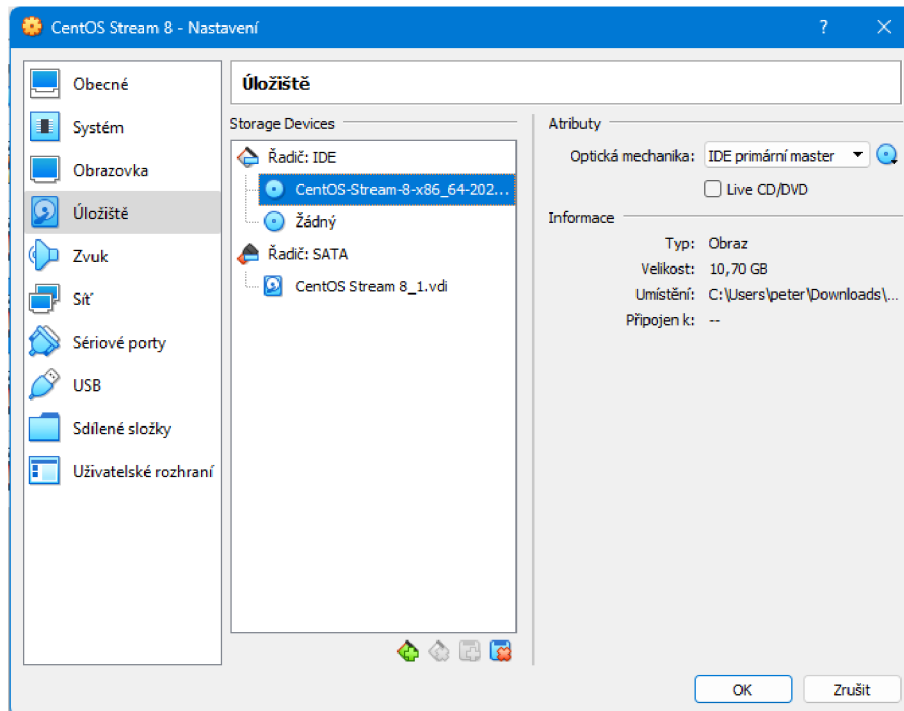 CentOS Stream 8 - Nastavení
?
Obecné
Systém
Obrazovka
Úložiště
Zvuk
Síť
Sériové porty
USB
Sdílené složky
Uživatelské rozhraní
Úložiště
Storage Devices
Řadič: IDE
CentOS-Stream-8-x86_64-202...
Žádný
Řadič: SATA
CentOS Stream 8_1.vdi
Atributy
Optická mechanika: IDE primární master
Live CD/DVD
Informace
Typ: Obraz
Velikost: 10,70 GB
Umístění: C:\Users\peter\Downloads\...
Připojen k: --
OK Zrušit